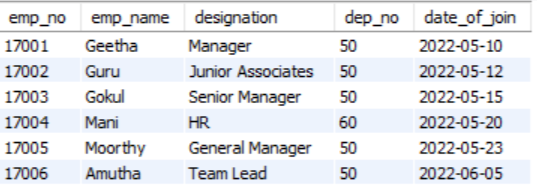 emp_no emp_name designation dep_no date_of_join
17001 Geetha Manager 50 2022-05-10
17002 Guru Junior Associates 50 2022-05-12
17003 Gokul Senior Manager 50 2022-05-15
17004 Mani HR 60 2022-05-20
17005 Moorthy General Manager 50 2022-05-23
17006 Amutha Team Lead 50 2022-06-05